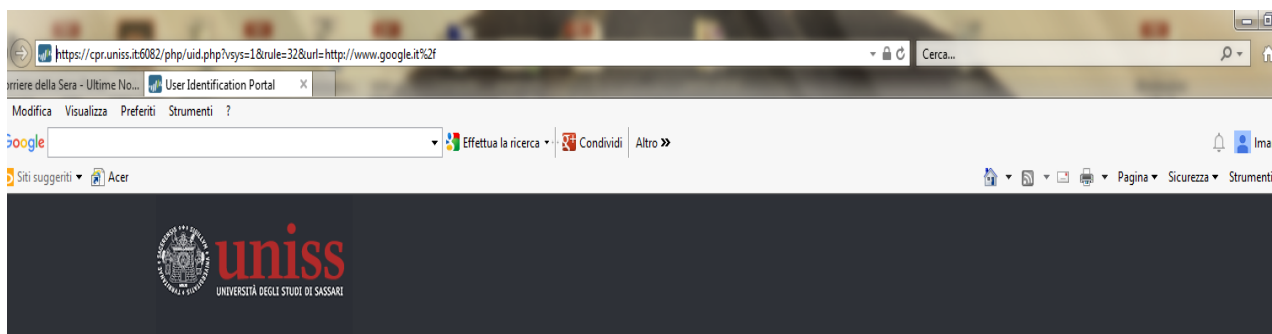 https://cpr.uniss.it:6082/php/uid.php?vsys=1&rule=32&url=http://www.google.it%2f
Cerca...
orriere della Sera - Ultime No...
User Identification Portal
Modifica Visualizza Preferiti Strumenti ?
Google
Effettua la ricerca
Condividi
Altro »
Ima
Siti suggeriti
Acer
Pagina
Sicurezza
Strumenti
uniss
UNIVERSITÀ DEGLI STUDI DI SASSARI